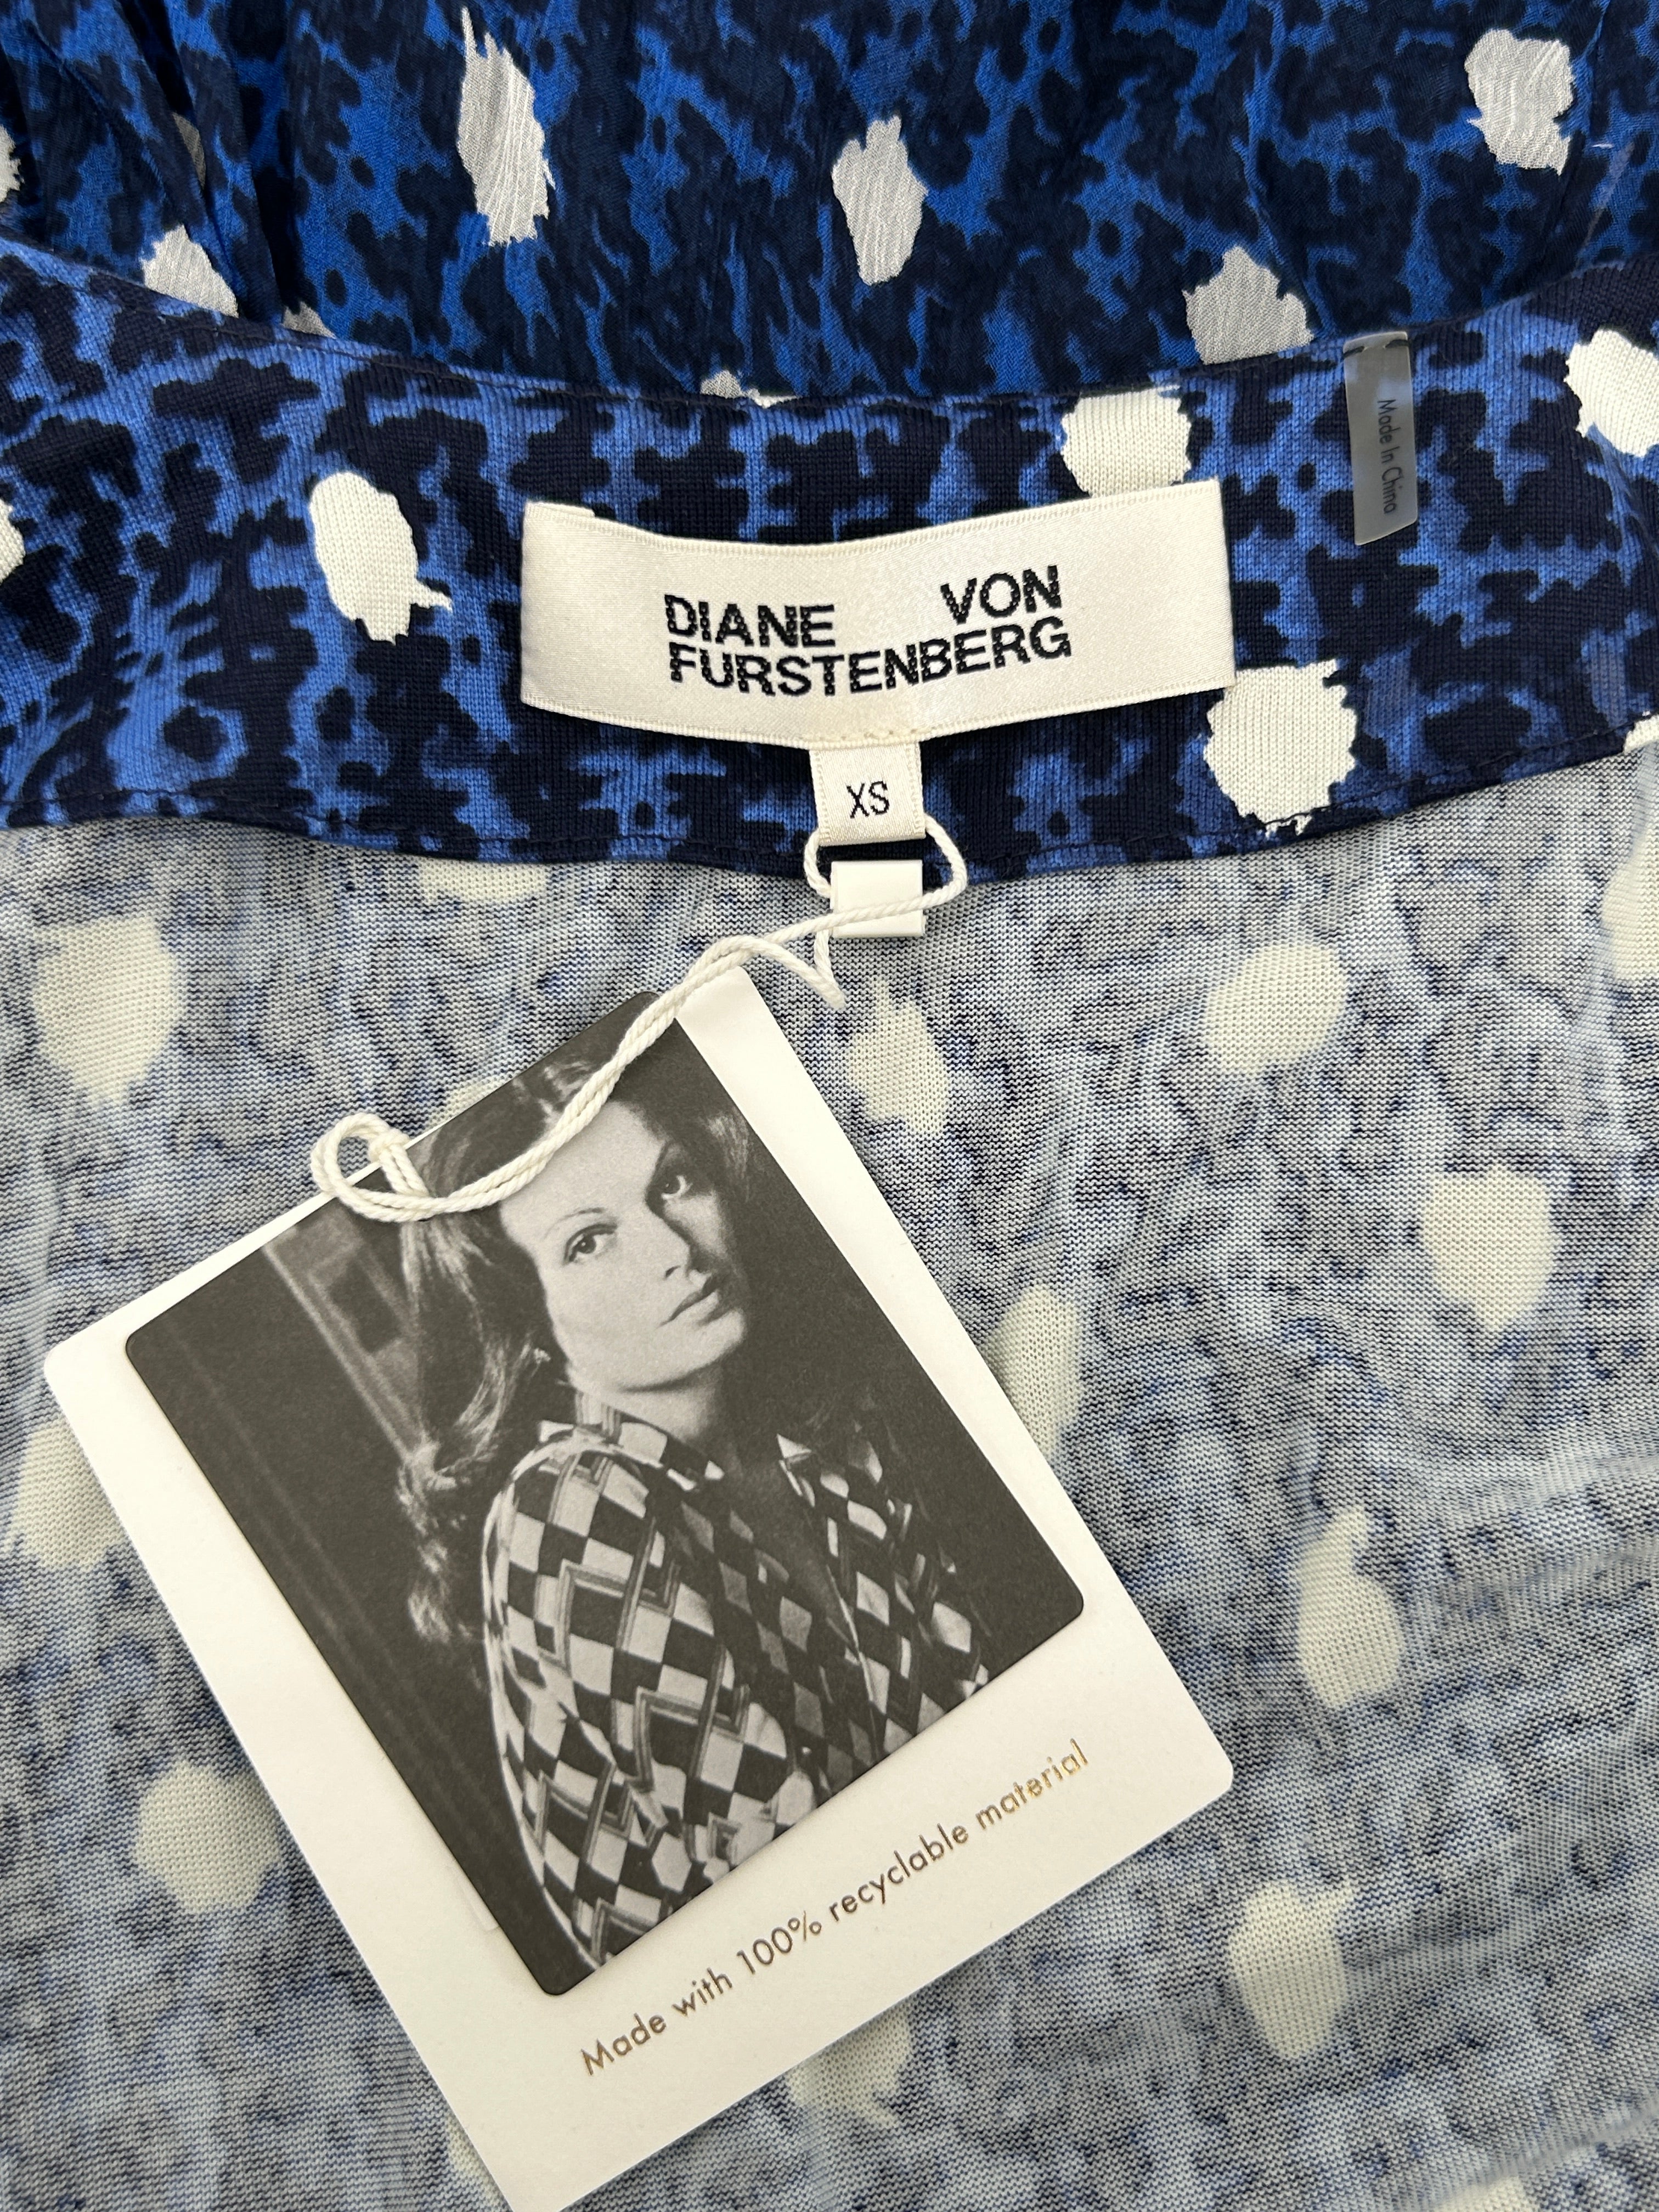 Made In China
DIANE VON
FURSTENBERG
XS
Made with 100% recyclable material